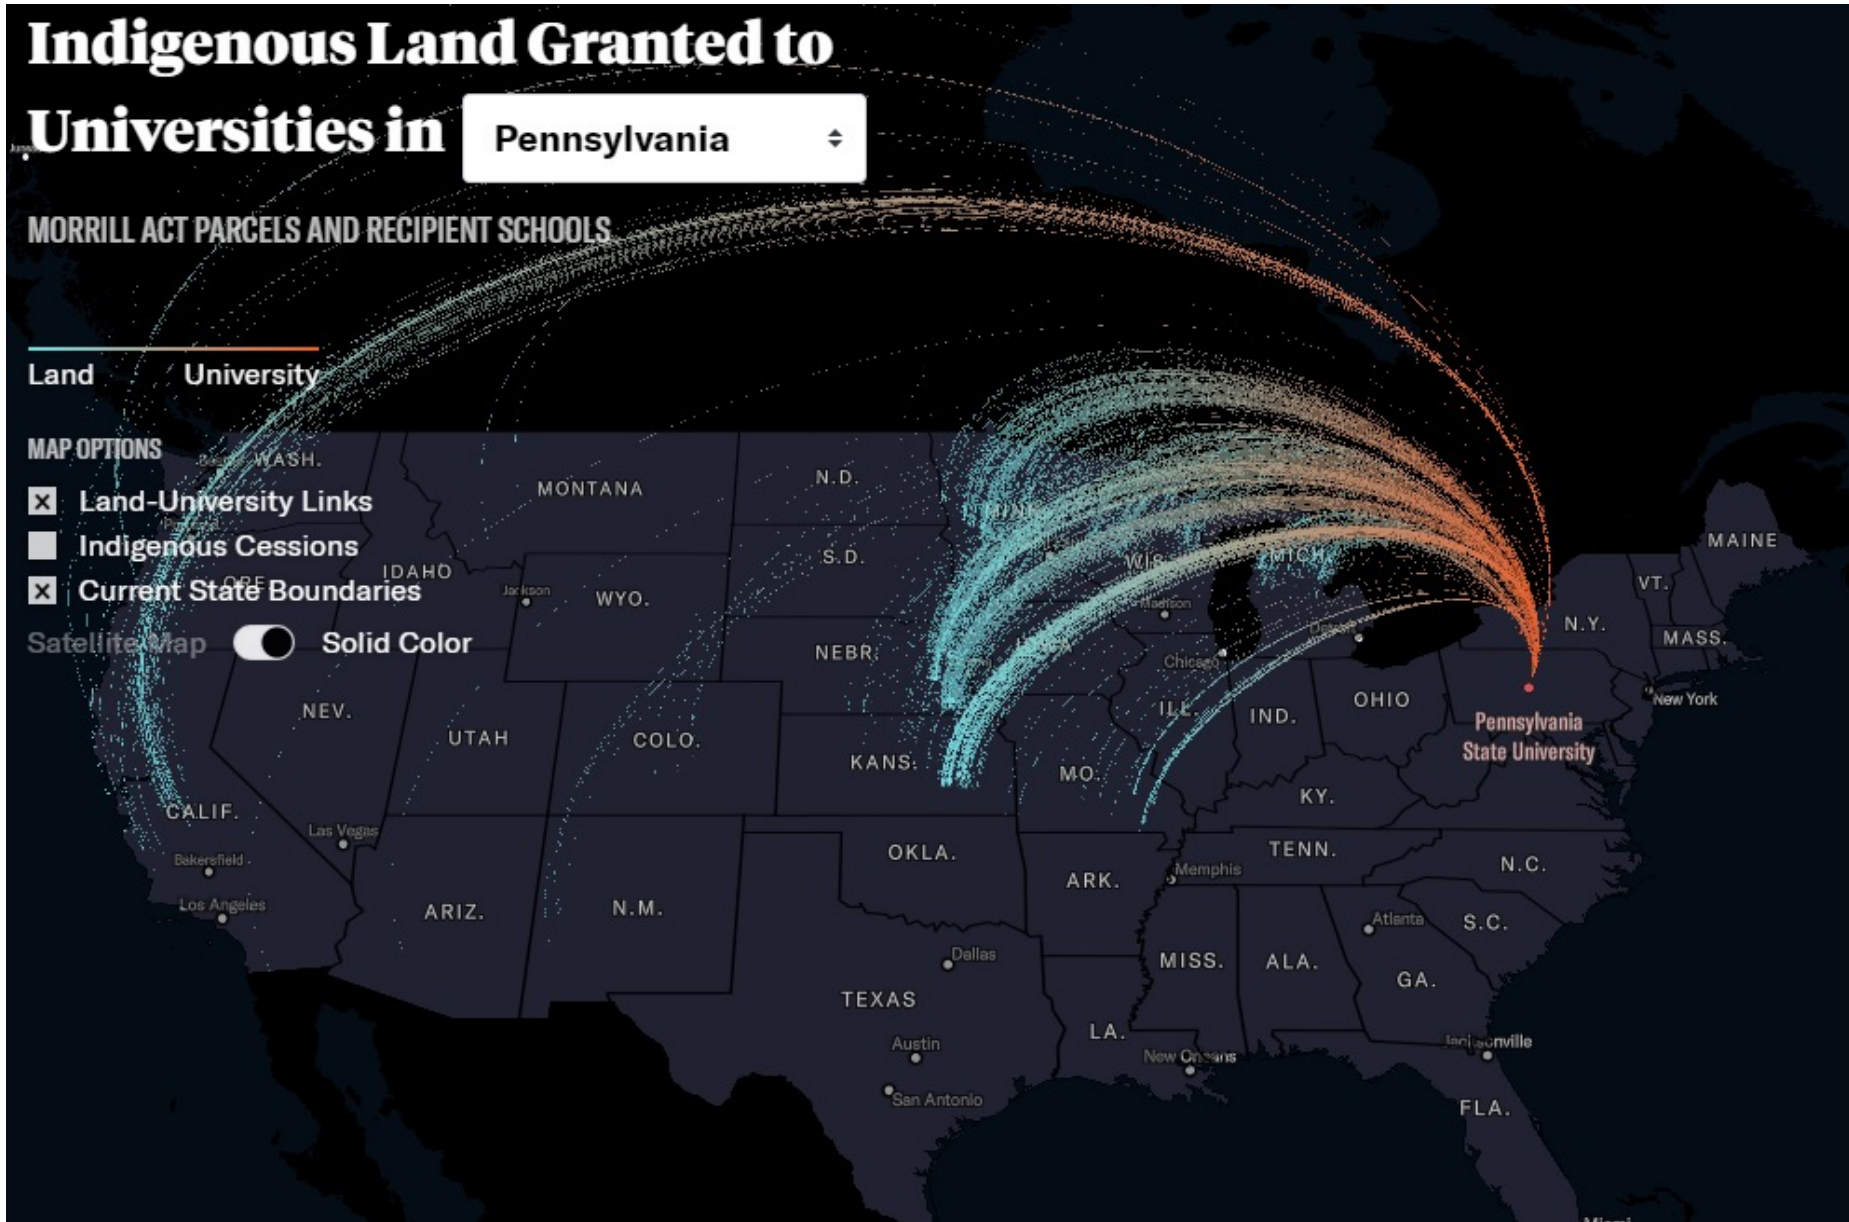 Indigenous Land Granted to
Universities in Pennsylvania
MORRILL ACT PARCELS AND RECIPIENT SCHOOLS
Land University
MAP OPTIONS
Land-University Links
Indigenous Cessions
Current State Boundaries
Satellite Map Solid Color
WASH.
MONTANA
N.D.
MAINE
ORE.
IDAHO
S.D.
WIS.
MICH.
VT.
Jackson
WYO.
Madison
Detroit
N.Y.
MASS.
NEBR.
Chicago
New York
NEV.
UTAH
COLO.
KANS.
MO.
ILL.
IND.
OHIO
Pennsylvania
State University
CALIF.
Las Vegas
KY.
Bakersfield
OKLA.
TENN.
N.C.
Los Angeles
ARIZ.
N.M.
ARK.
Memphis
Atlanta
S.C.
Dallas
MISS.
ALA.
GA.
TEXAS
LA.
Austin
New Orleans
Jacksonville
San Antonio
FLA.
Miami